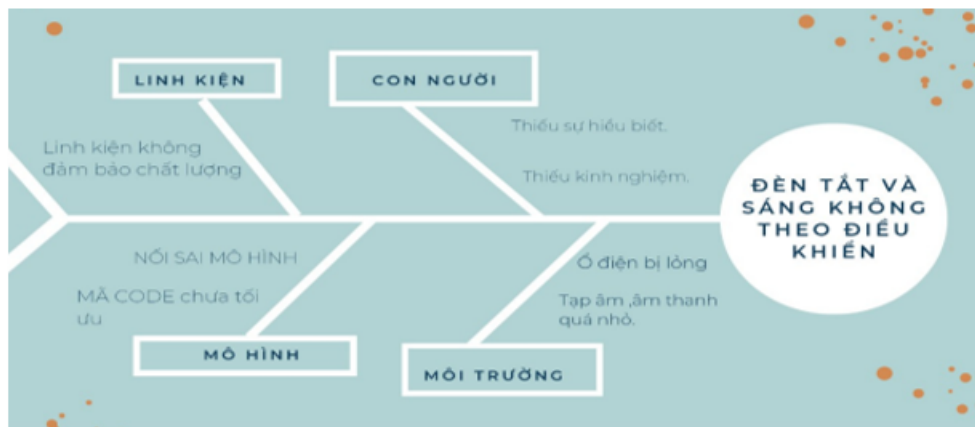 LINH KIỆN
CON NGƯỜI
Thiếu sự hiểu biết.
Linh kiện không
đảm bảo chất lượng
Thiếu kinh nghiệm.
ĐÈN TẮT VÀ
SÁNG KHÔNG
THEO ĐIỀU
KHIỂN
NỐI SAI MÔ HÌNH
MÃ CODE chưa tối
ưu
Ổ điện bị lỏng
Tạp âm ,âm thanh
quá nhỏ.
MÔ HÌNH
MÔI TRƯỜNG